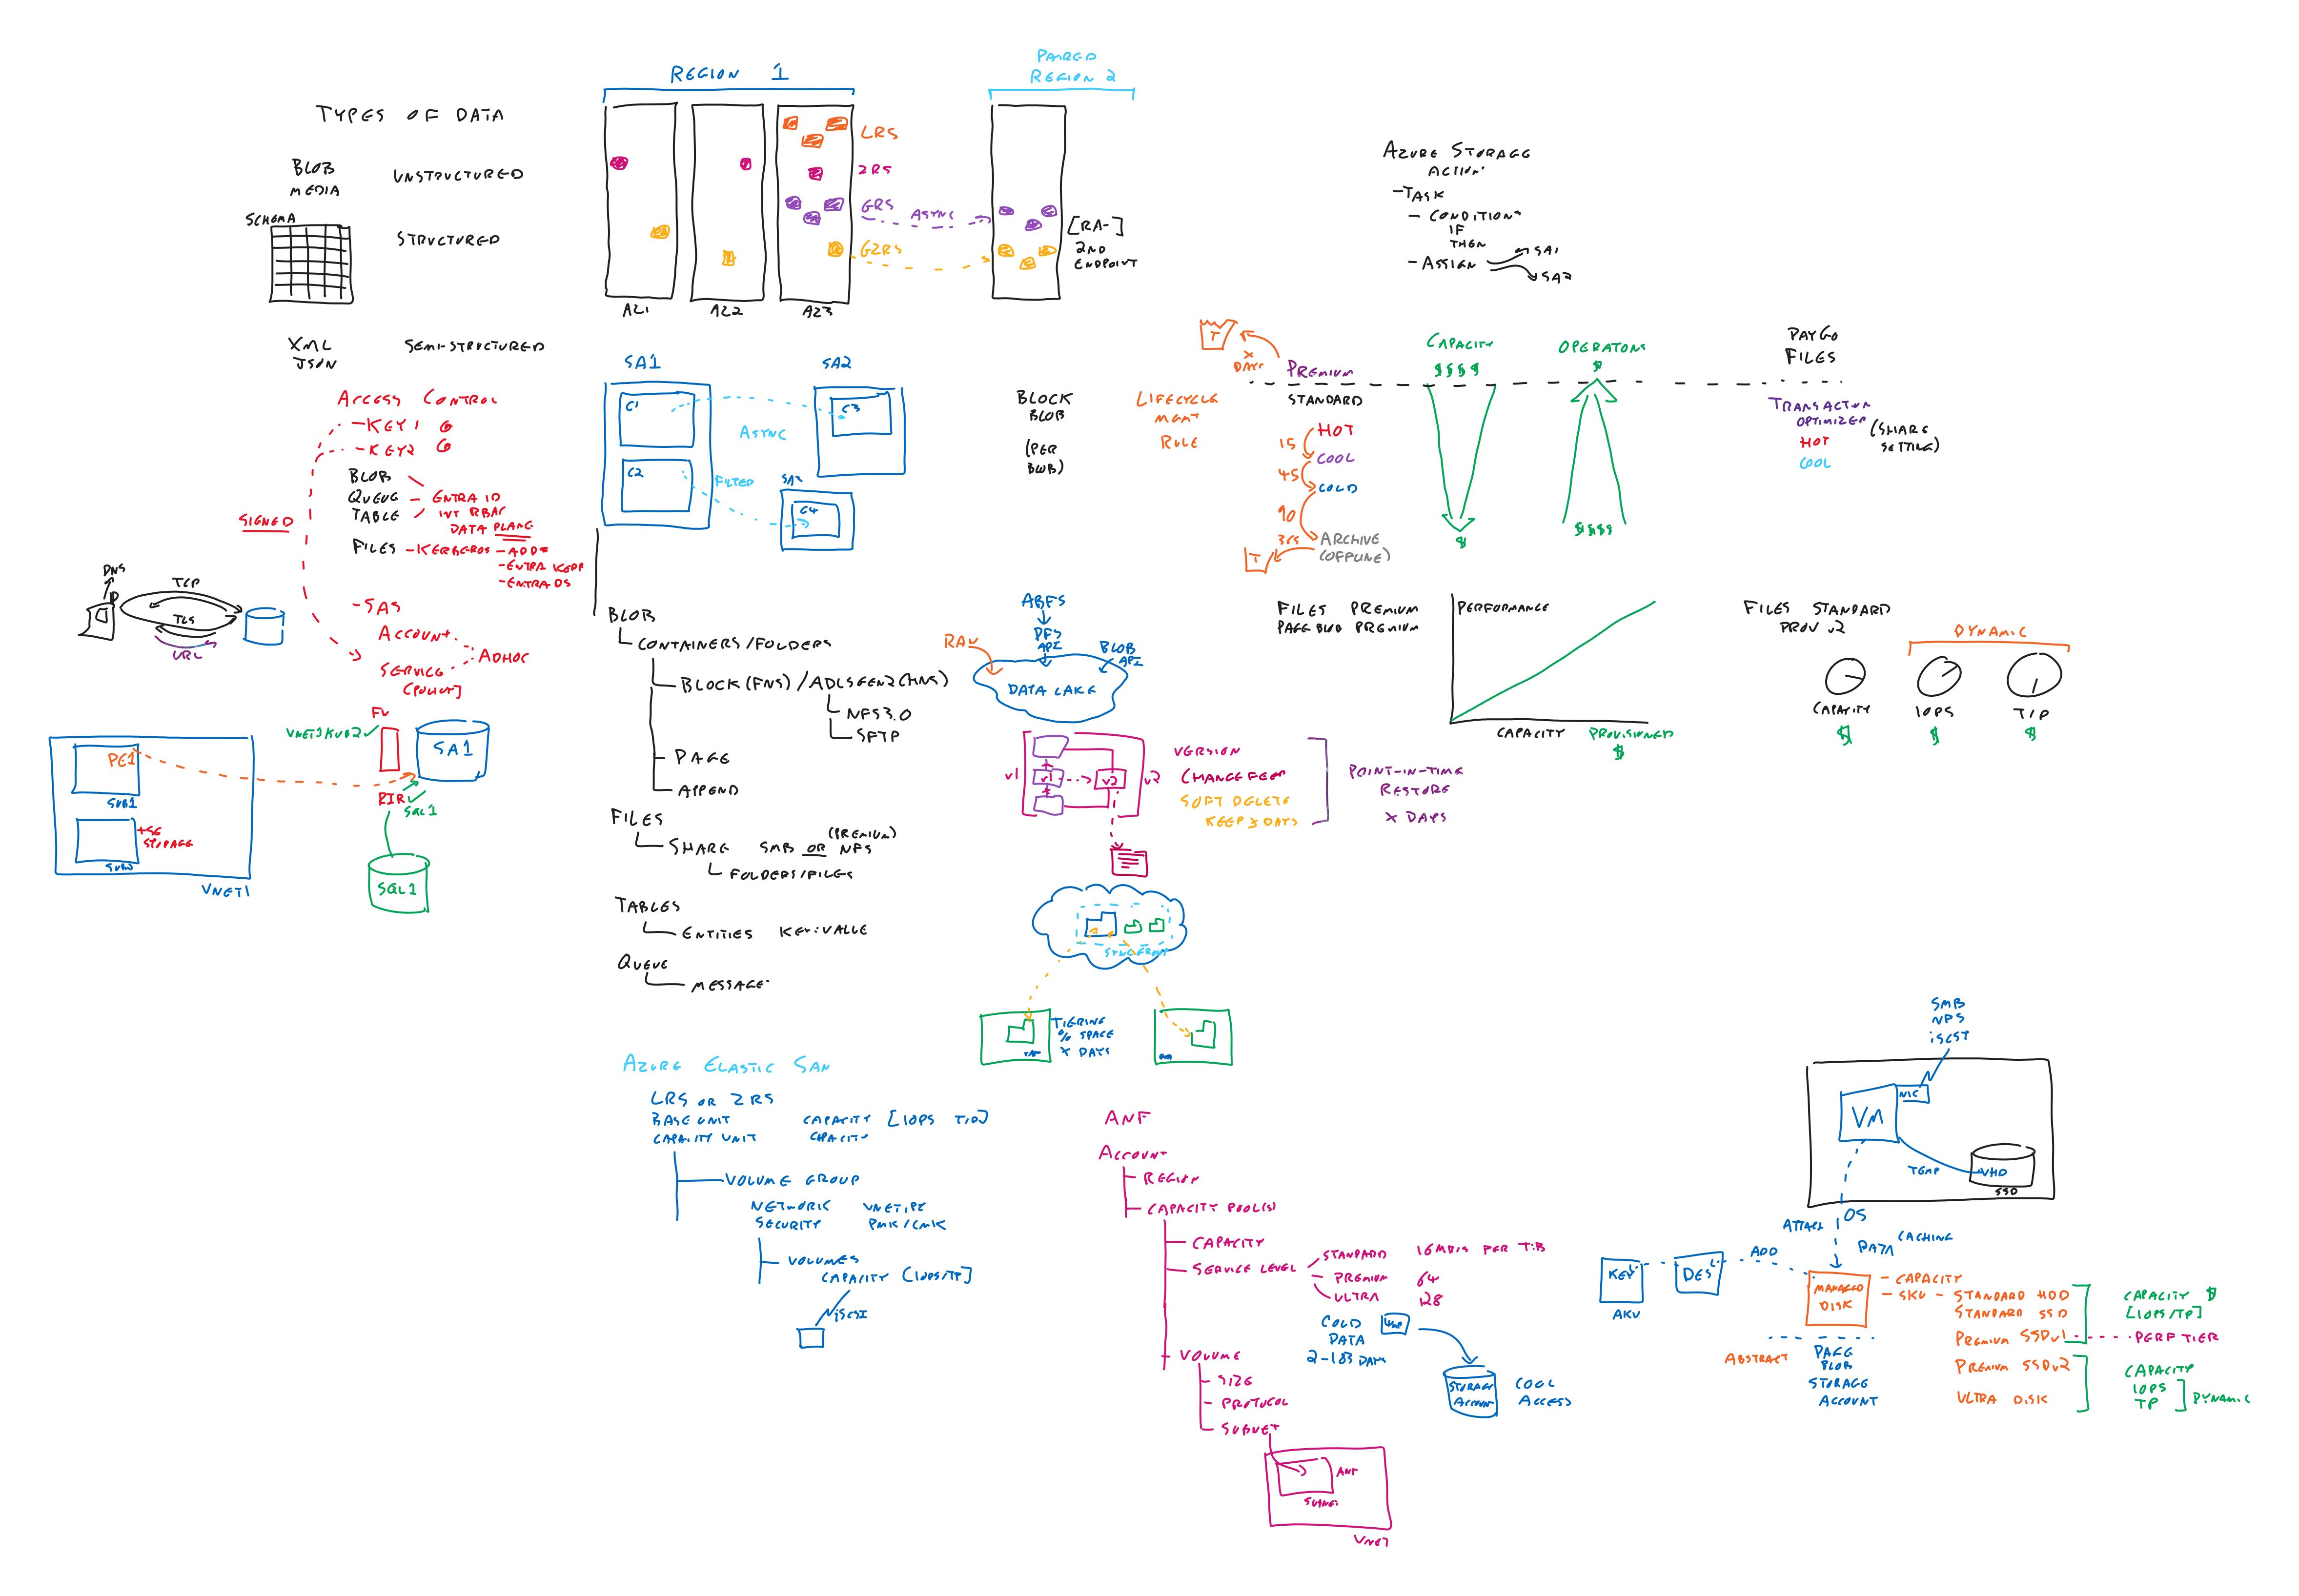 TYPES OF DATA
BLOB
MEDIA
UNSTRUCTURED
SCHEMA
STRUCTURED
XML
JSON
SEMI-STRUCTURED
REGION 1
AZ1
AZ2
AZ3
LRS
ZRS
GRS
ASYNC
GZRS
PAIRED
REGION 2
[RA-]
2ND
ENDPOINT
AZURE STORAGE
ACTION
-TASK
- CONDITIONS
IF
THEN
- ASSIGN
SA1
SA2
ACCESS CONTROL
-KEY1
-KEY2
BLOB
QUEUE
TABLE
- ENTRA ID
INT RBAC
DATA PLANE
FILES -KERBEROS -ADDS
-ENTRA KERB
-ENTRA DS
SIGNED
-SAS
ACCOUNT
SERVICE
[POLICY]
ADHOC
DNS
IP
TCP
TLS
URL
SA1
C1
C2
ASYNC
FILTER
SA2
C3
SA2
C4
BLOCK
BLOB
(PER
BLOB)
LIFECYCLE
MGMT
RULE
T
X
DAYS
PREMIUM
STANDARD
HOT
15
COOL
45
COLD
90
ARCHIVE
(OFFLINE)
365
T
CAPACITY
$$$$
$
OPERATIONS
$
$$$$
PAYGO
FILES
TRANSACTION
OPTIMIZED
HOT
COOL
(SHARE
SETTING)
BLOB
CONTAINERS/FOLDERS
BLOCK(FNS)/ADLSGEN2(HNS)
NFS3.0
SFTP
PAGE
APPEND
FILES
SHARE SMB OR NFS
(PREMIUM)
FOLDERS/FILES
TABLES
ENTITIES KEY:VALUE
QUEUE
MESSAGE
ABFS
DFS
API
BLOB
API
RAW
DATA LAKE
FILES PREMIUM
PAGE BLOB PREMIUM
PERFORMANCE
CAPACITY PROVISIONED
$
FILES STANDARD
PROV v2
DYNAMIC
CAPACITY
IOPS
T/P
$
$
$
FW
VNET1SUB2
SA1
PE1
SUB1
SUB2
STORAGE
VNET1
RIR
SQL1
SQL1
v1
v1
v2
v2
VERSION
CHANGE FEED
SOFT DELETE
KEEP X DAYS
POINT-IN-TIME
RESTORE
X DAYS
SYNC GROUP
TIERING
% SPACE
X DAYS
AZURE ELASTIC SAN
LRS OR ZRS
BASE UNIT CAPACITY [IOPS T/P]
CAPACITY UNIT CAPACITY
VOLUME GROUP
NETWORK VNET/PE
SECURITY PMK/CMK
VOLUMES
CAPACITY [IOPS/TP]
iSCSI
ANF
ACCOUNT
REGION
CAPACITY POOL(S)
CAPACITY
SERVICE LEVEL
STANDARD 16MB/S PER TiB
PREMIUM 64
ULTRA 128
COLD
DATA
2-183 DAYS
STORAGE
ACCOUNT
COOL
ACCESS
VOLUME
- SIZE
- PROTOCOL
- SUBNET
ANF
SUBNET
VNET
SMB
NFS
iSCSI
NIC
VM
TEMP
VHD
SSD
OS
ATTACH
DATA
CACHING
KEY
AKV
DES
ADD
MANAGED
DISK
- CAPACITY
- SKU - STANDARD HDD
STANDARD SSD
PREMIUM SSDv1
PREMIUM SSDv2
ULTRA DISK
CAPACITY $
[IOPS/TP]
PERF TIER
CAPACITY
IOPS
TP
DYNAMIC
ABSTRACT
PAGE
BLOB
STORAGE
ACCOUNT